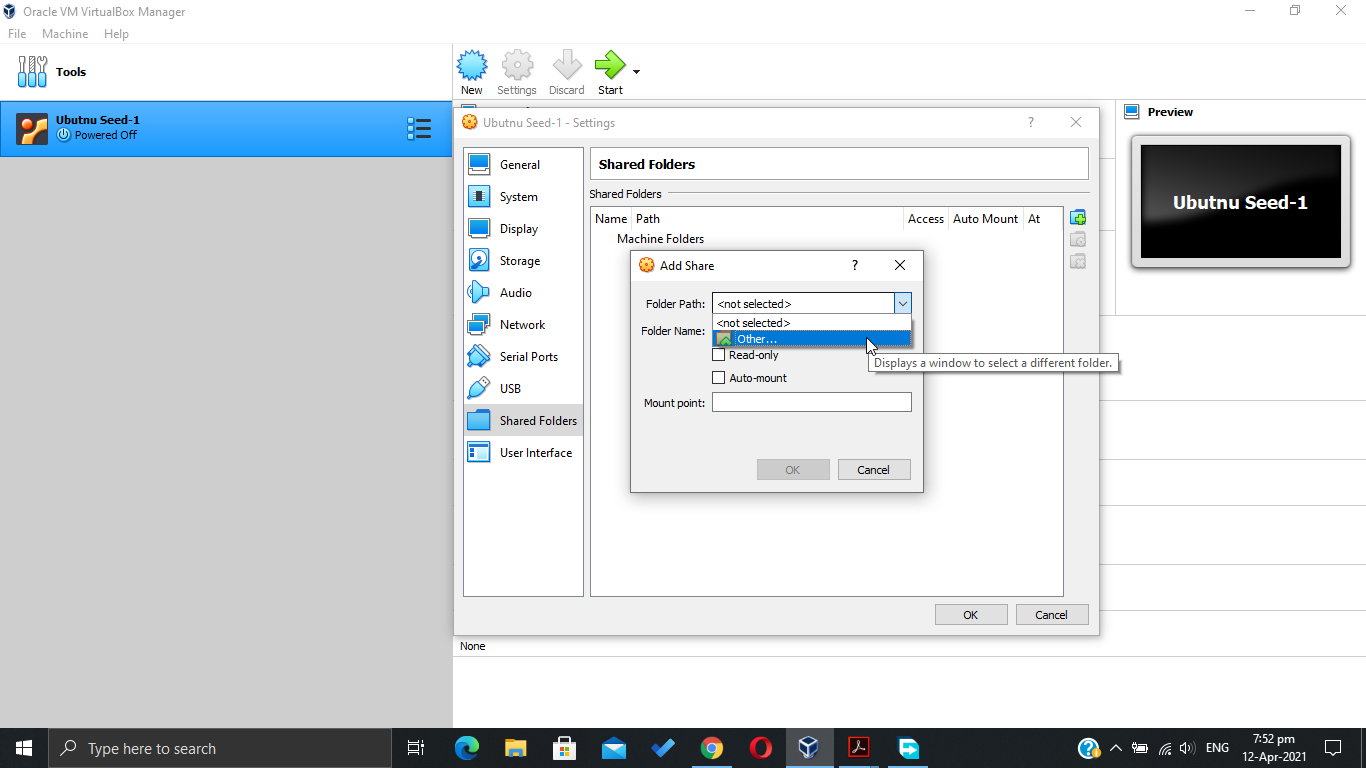 Oracle VM VirtualBox Manager
File Machine Help
Tools
New Settings Discard Start
Ubutnu Seed-1
Powered Off
Ubutnu Seed-1 - Settings
?
General
System
Display
Storage
Audio
Network
Serial Ports
USB
Shared Folders
User Interface
Shared Folders
Shared Folders
Name Path Access Auto Mount At
Machine Folders
Add Share
?
Folder Path: <not selected>
<not selected>
Other...
Folder Name:
Read-only
Auto-mount
Mount point:
OK Cancel
Displays a window to select a different folder.
OK Cancel
None
Preview
Ubutnu Seed-1
Type here to search
ENG
7:52 pm
12-Apr-2021